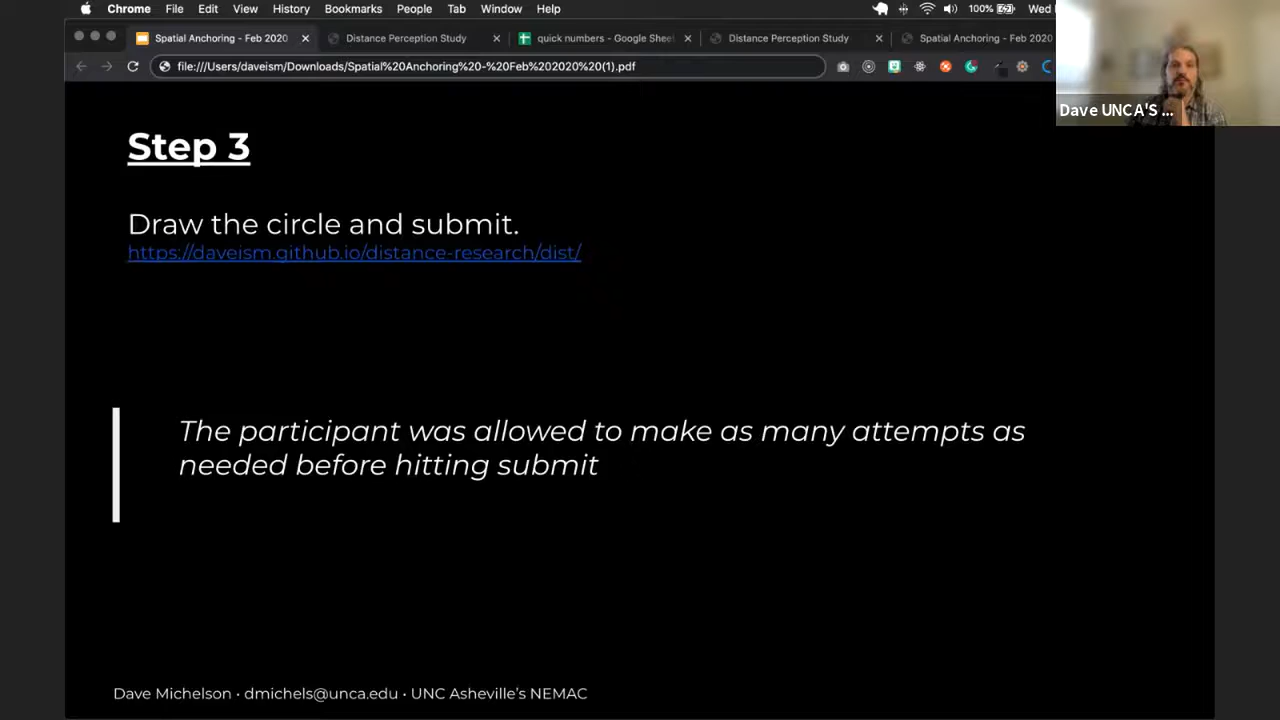 Chrome File Edit View History Bookmarks People Tab Window Help 100% Wed
Spatial Anchoring - Feb 2020 Distance Perception Study quick numbers - Google Sheet Distance Perception Study Spatial Anchoring - Feb 2020
file:///Users/daveism/Downloads/Spatial%20Anchoring%20-%20Feb%202020%20(1).pdf
Dave UNCA'S ...
Step 3
Draw the circle and submit.
https://daveism.github.io/distance-research/dist/
The participant was allowed to make as many attempts as
needed before hitting submit
Dave Michelson · dmichels@unca.edu · UNC Asheville's NEMAC